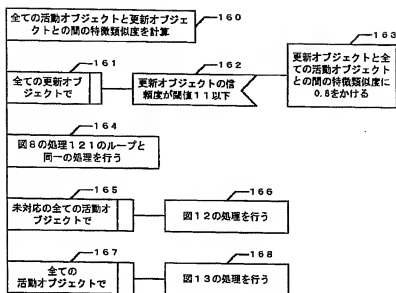 160
全ての活動オブジェクトと更新オブジェ
クトとの間の特徴類似度を計算
161
全ての更新オブ
ジェクトで
162
更新オブジェクトの信
頼度が閾値11以下
163
更新オブジェクトと全
ての活動オブジェクト
との間の特徴類似度に
0.5をかける
164
図8の処理121のループと
同一の処理を行う
165
未対応の全ての活動オ
ブジェクトで
166
図12の処理を行う
167
全ての
活動オブジェクトで
168
図13の処理を行う